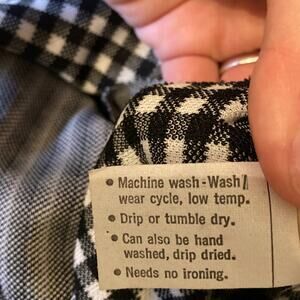 • Machine wash-Wash/
wear cycle, low temp.
• Drip or tumble dry.
• Can also be hand
washed, drip dried.
• Needs no ironing.